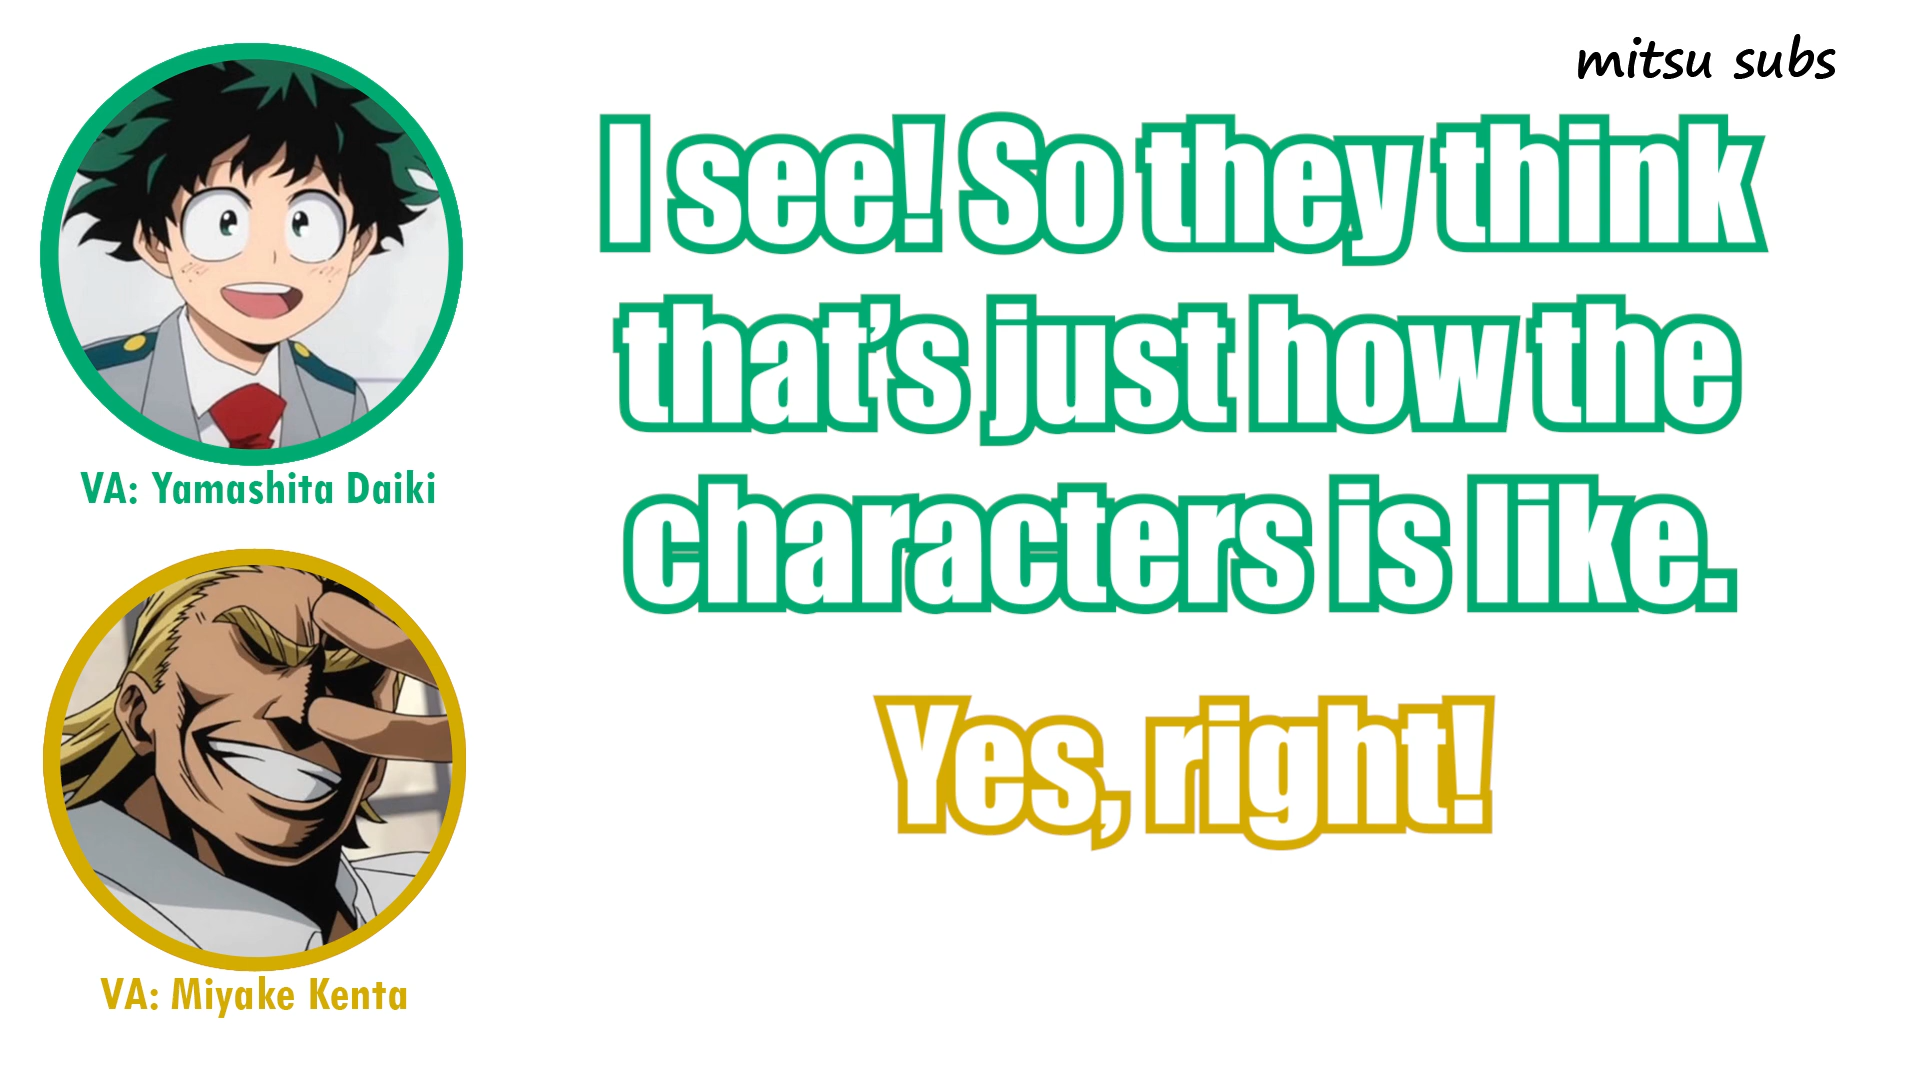 mitsu subs
I see! So they think
that's just how the
characters is like.
Yes, right!
VA: Yamashita Daiki
VA: Miyake Kenta